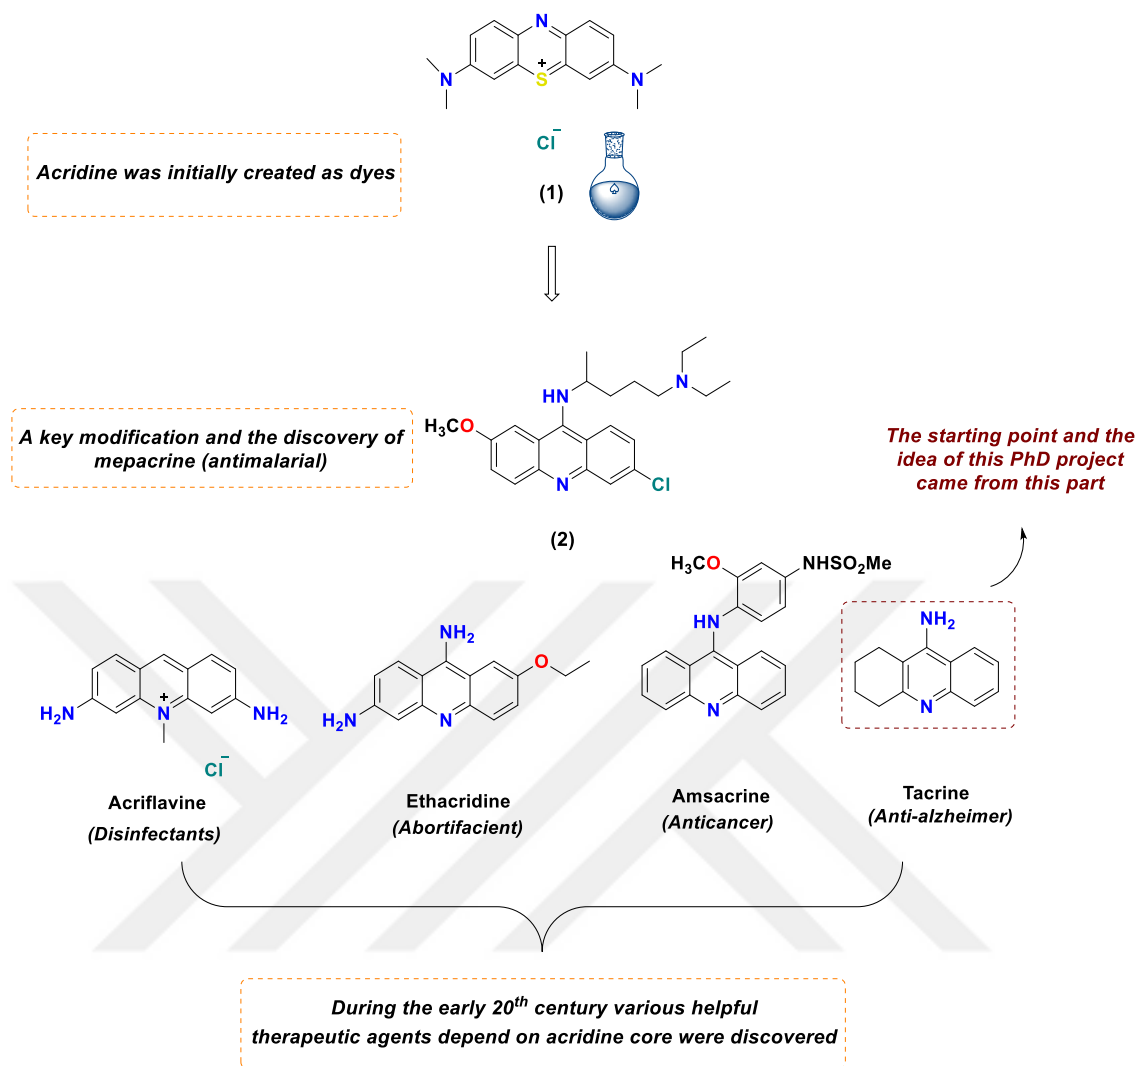 N
+
N
S
N
Cl⁻
Acridine was initially created as dyes
(1)
HN
N
H₃CO
A key modification and the discovery of
mepacrine (antimalarial)
N
Cl
The starting point and the
idea of this PhD project
came from this part
(2)
H₃CO
NHSO₂Me
HN
NH₂
NH₂
O
N
+
H₂N
N
NH₂
H₂N
N
N
Cl⁻
Acriflavine
(Disinfectants)
Ethacridine
(Abortifacient)
Amsacrine
(Anticancer)
Tacrine
(Anti-alzheimer)
During the early 20th century various helpful
therapeutic agents depend on acridine core were discovered